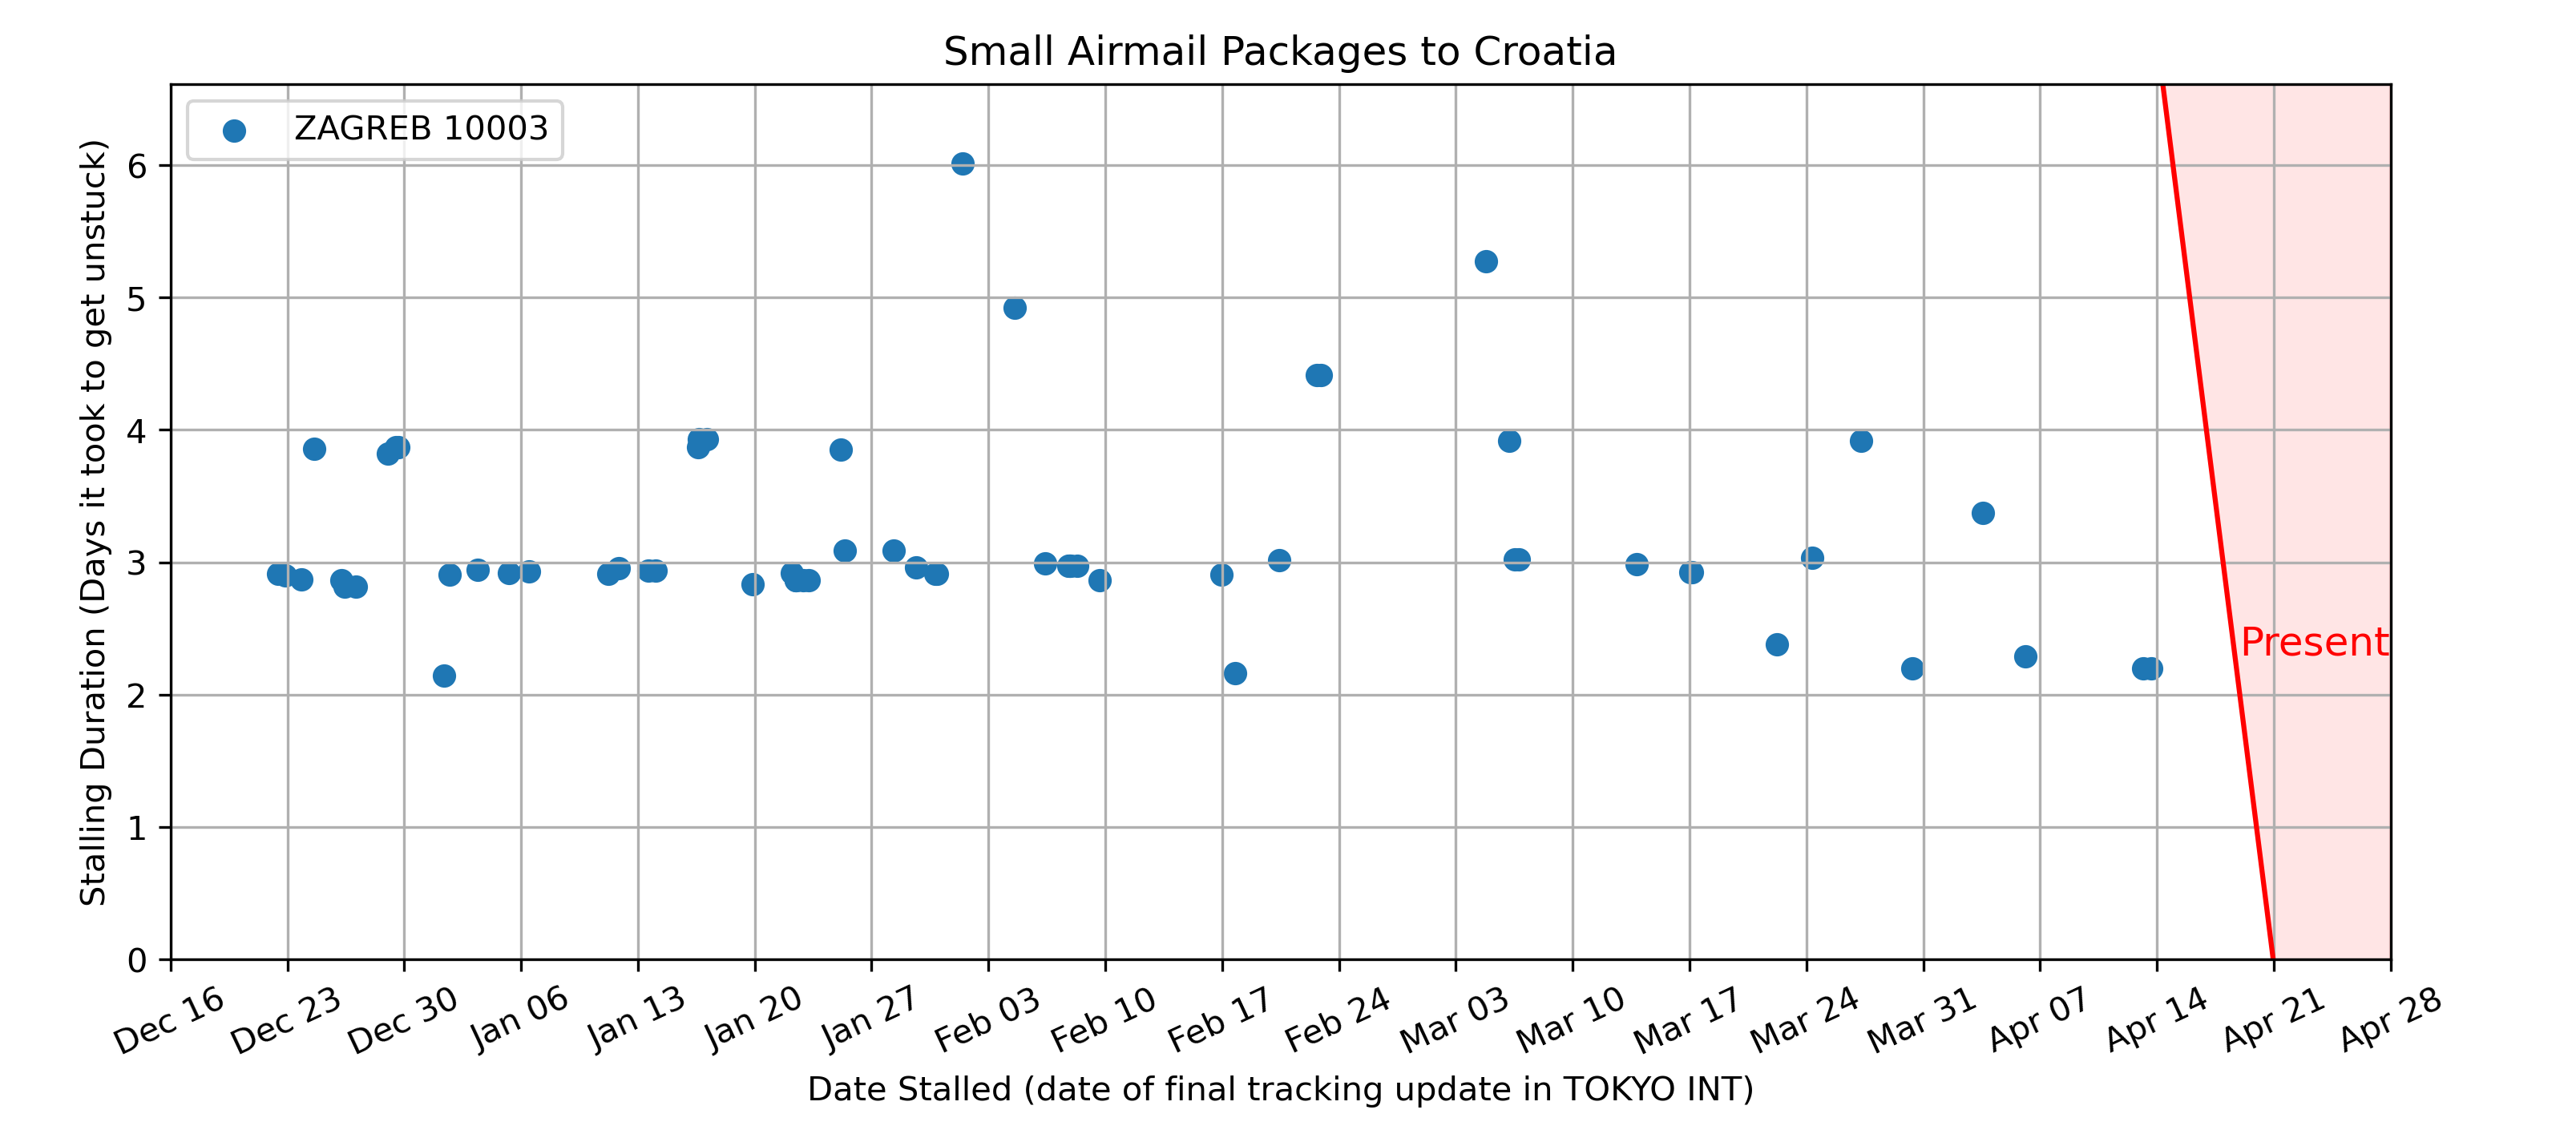 Small Airmail Packages to Croatia
ZAGREB 10003
Stalling Duration (Days it took to get unstuck)
6
5
4
3
2
1
0
Present
Dec 16
Dec 23
Dec 30
Jan 06
Jan 13
Jan 20
Jan 27
Feb 03
Feb 10
Feb 17
Feb 24
Mar 03
Mar 10
Mar 17
Mar 24
Mar 31
Apr 07
Apr 14
Apr 21
Apr 28
Date Stalled (date of final tracking update in TOKYO INT)